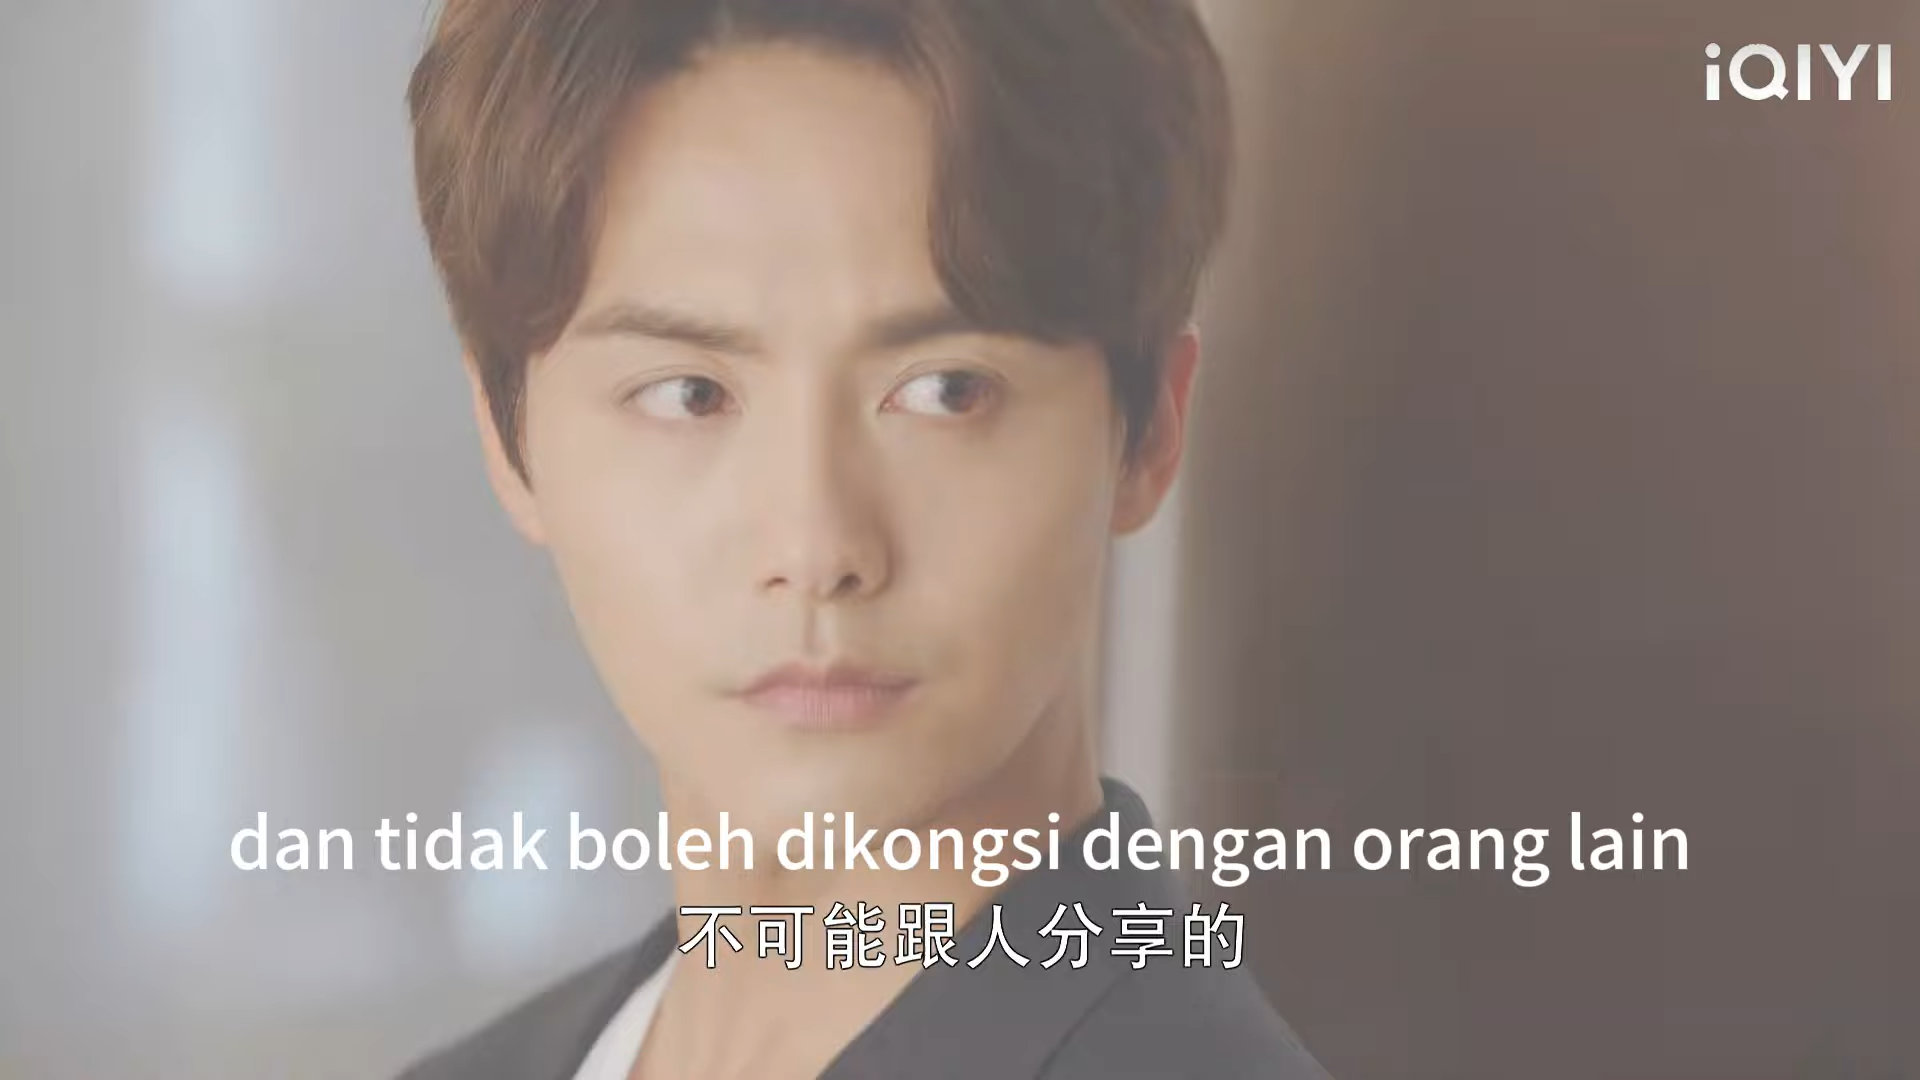 iQIYI
dan tidak boleh dikongsi dengan orang lain
不可能跟人分享的